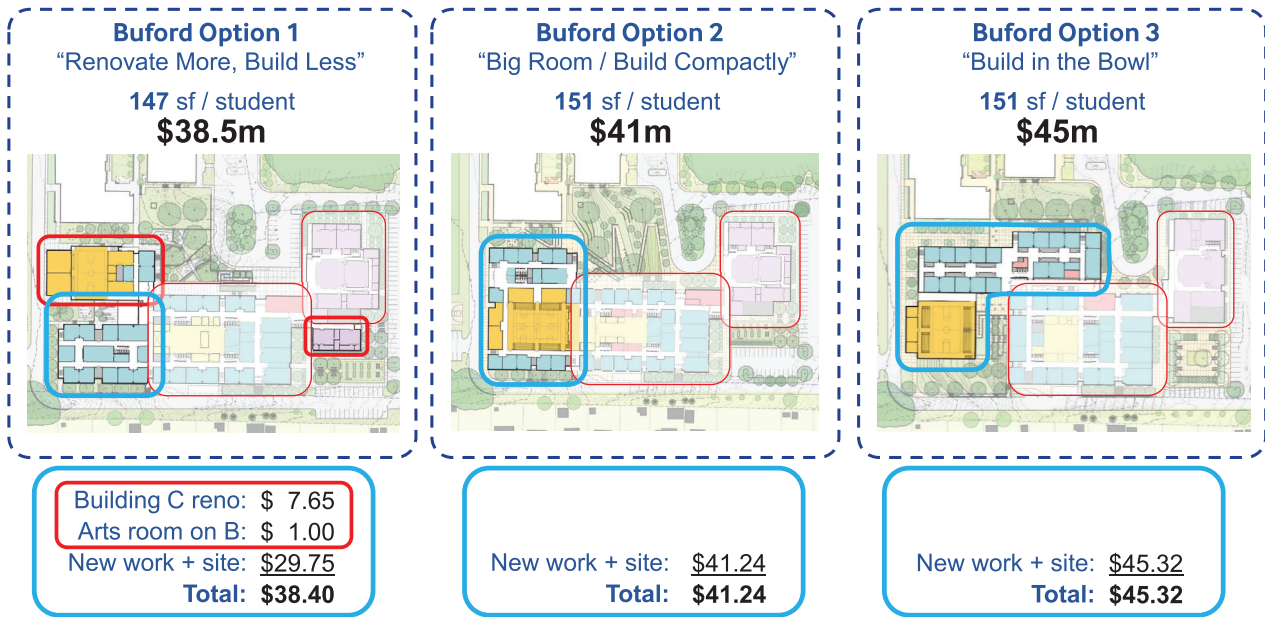 Buford Option 1
“Renovate More, Build Less”
147 sf / student
$38.5m
Building C reno: $ 7.65
Arts room on B: $ 1.00
New work + site: $29.75
Total: $38.40
Buford Option 2
“Big Room / Build Compactly”
151 sf / student
$41m
New work + site: $41.24
Total: $41.24
Buford Option 3
“Build in the Bowl”
151 sf / student
$45m
New work + site: $45.32
Total: $45.32